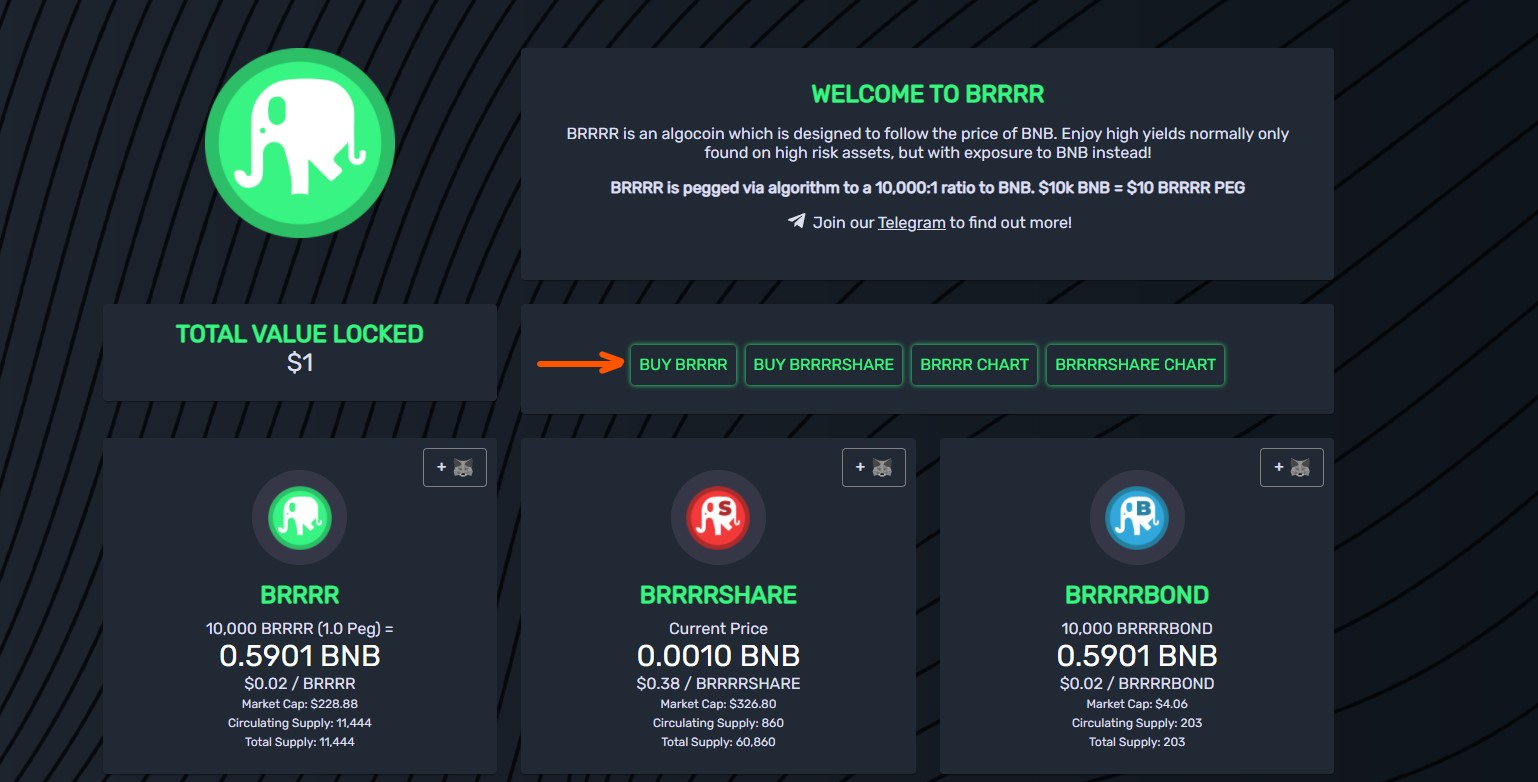 WELCOME TO BRRRR
BRRRR is an algocoin which is designed to follow the price of BNB. Enjoy high yields normally only
found on high risk assets, but with exposure to BNB instead!
BRRRR is pegged via algorithm to a 10,000:1 ratio to BNB. $10k BNB = $10 BRRRR PEG
Join our Telegram to find out more!
TOTAL VALUE LOCKED
$1
BUY BRRRR
BUY BRRRRSHARE
BRRRR CHART
BRRRRSHARE CHART
+
BRRRR
10,000 BRRRR (1.0 Peg) =
0.5901 BNB
$0.02 / BRRRR
Market Cap: $228.88
Circulating Supply: 11,444
Total Supply: 11,444
+
S
BRRRRSHARE
Current Price
0.0010 BNB
$0.38 / BRRRRSHARE
Market Cap: $326.80
Circulating Supply: 860
Total Supply: 60,860
+
B
BRRRRBOND
10,000 BRRRRBOND
0.5901 BNB
$0.02 / BRRRRBOND
Market Cap: $4.06
Circulating Supply: 203
Total Supply: 203